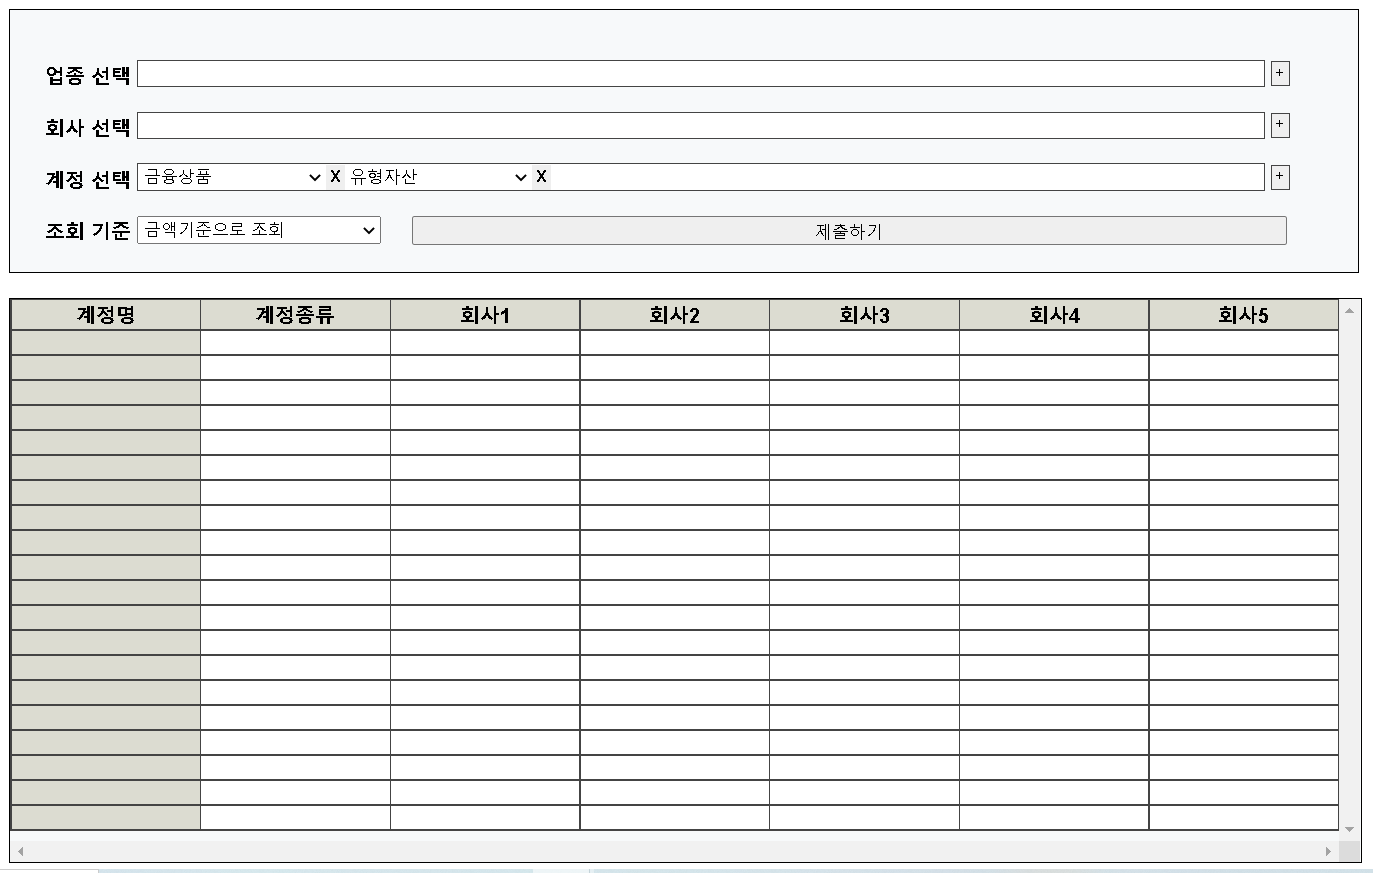 업종 선택 +
회사 선택 +
계정 선택 금융상품 X 유형자산 X +
조회 기준 금액기준으로 조회 제출하기
계정명 계정종류 회사1 회사2 회사3 회사4 회사5